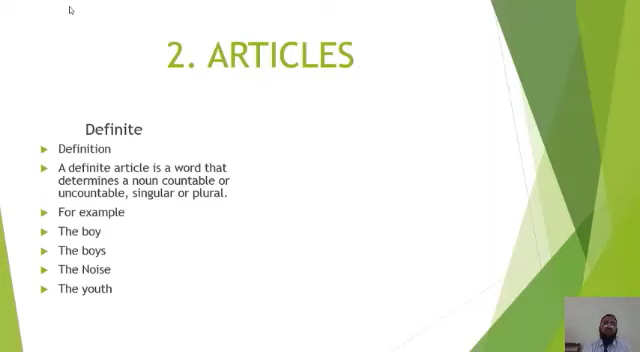 2. ARTICLES
Definite
Definition
A definite article is a word that
determines a noun countable or
uncountable, singular or plural.
For example
The boy
The boys
The Noise
The youth